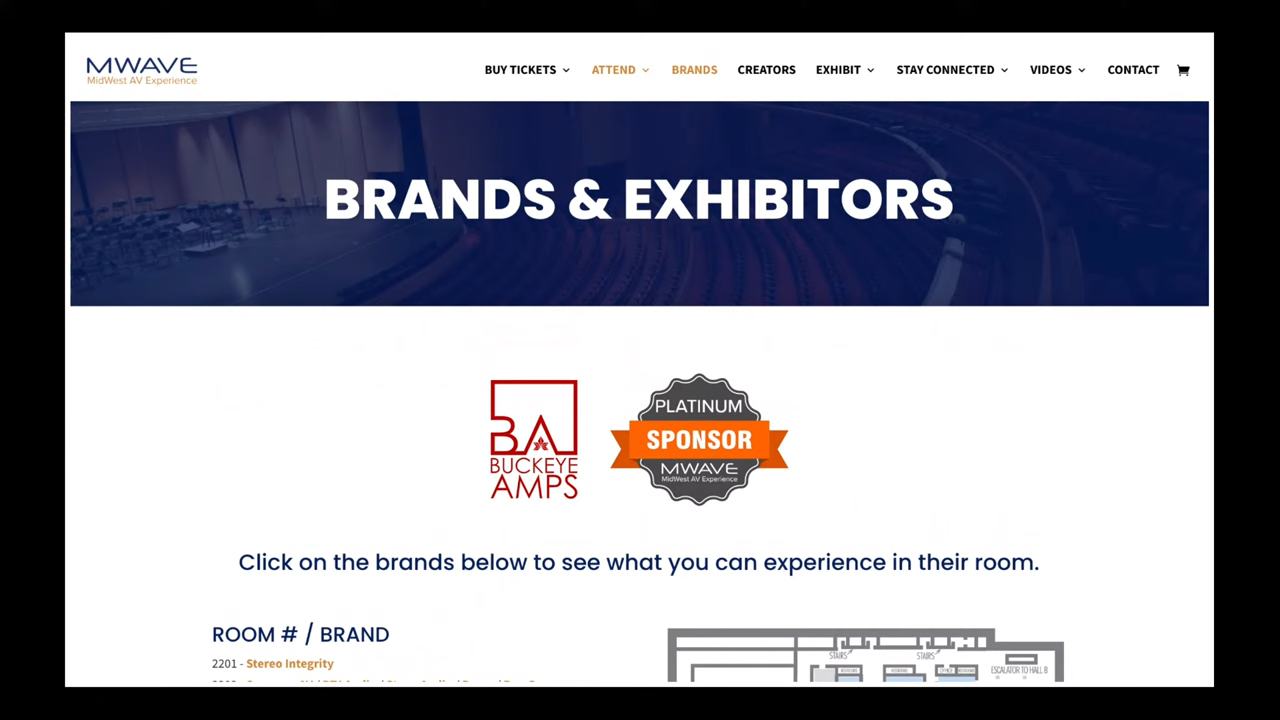 MWAVE
MidWest AV Experience
BUY TICKETS ATTEND BRANDS CREATORS EXHIBIT STAY CONNECTED VIDEOS CONTACT
BRANDS & EXHIBITORS
BA
BUCKEYE
AMPS
PLATINUM
SPONSOR
MWAVE
MidWest AV Experience
Click on the brands below to see what you can experience in their room.
ROOM # / BRAND
2201 - Stereo Integrity
STAIRS STAIRS
ESCALATOR TO HALL B